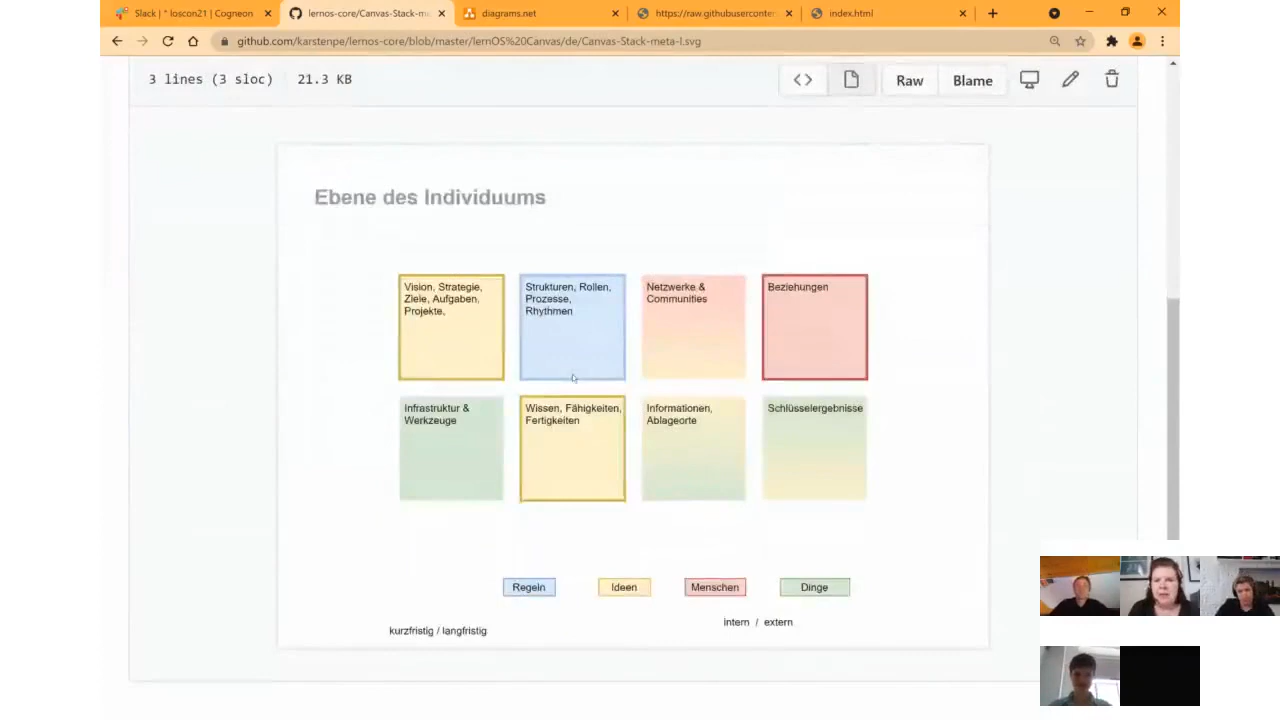 Slack | * loscon21 | Cogneon
lernos-core/Canvas-Stack-me
diagrams.net
https://raw.githubusercontent
index.html
github.com/karstenpe/lernos-core/blob/master/lernOS%20Canvas/de/Canvas-Stack-meta-I.svg
3 lines (3 sloc)
21.3 KB
Raw
Blame
Ebene des Individuums
Vision, Strategie,
Ziele, Aufgaben,
Projekte,
Strukturen, Rollen,
Prozesse,
Rhythmen
Netzwerke &
Communities
Beziehungen
Infrastruktur &
Werkzeuge
Wissen, Fähigkeiten,
Fertigkeiten
Informationen,
Ablageorte
Schlüsselergebnisse
Regeln
Ideen
Menschen
Dinge
intern / extern
kurzfristig / langfristig